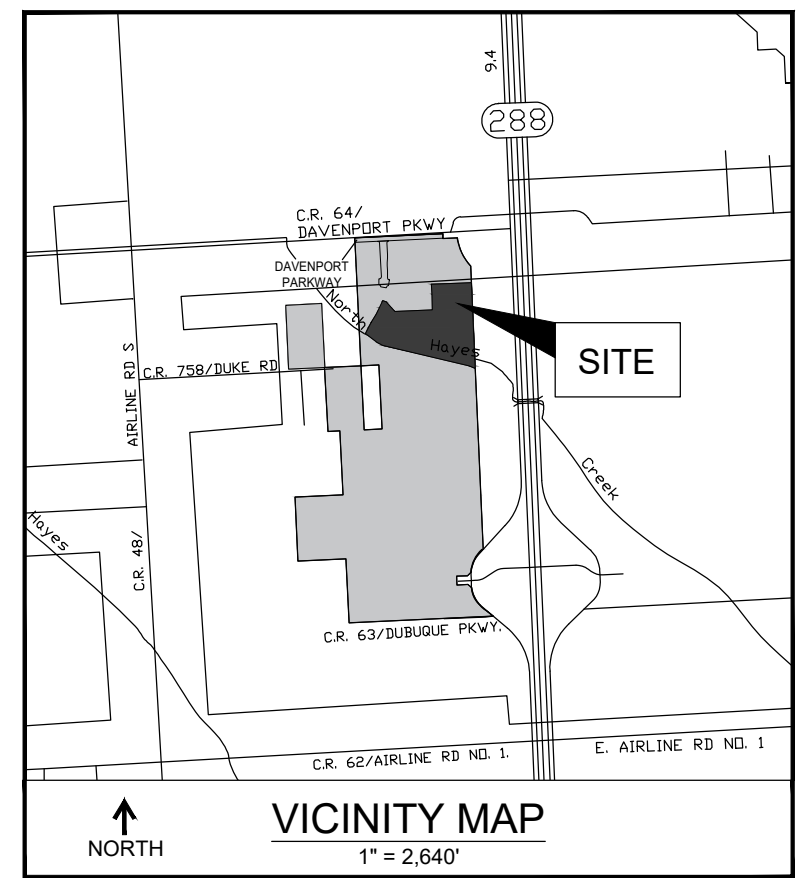 9.4
288
C.R. 64/
DAVENPORT PKWY
DAVENPORT
PARKWAY
North
Hayes
SITE
C.R. 758/DUKE RD
AIRLINE RD S
Creek
Hayes
C.R. 48/
C.R. 63/DUBUQUE PKWY.
C.R. 62/AIRLINE RD NO. 1.
E. AIRLINE RD NO. 1
NORTH
VICINITY MAP
1" = 2,640'